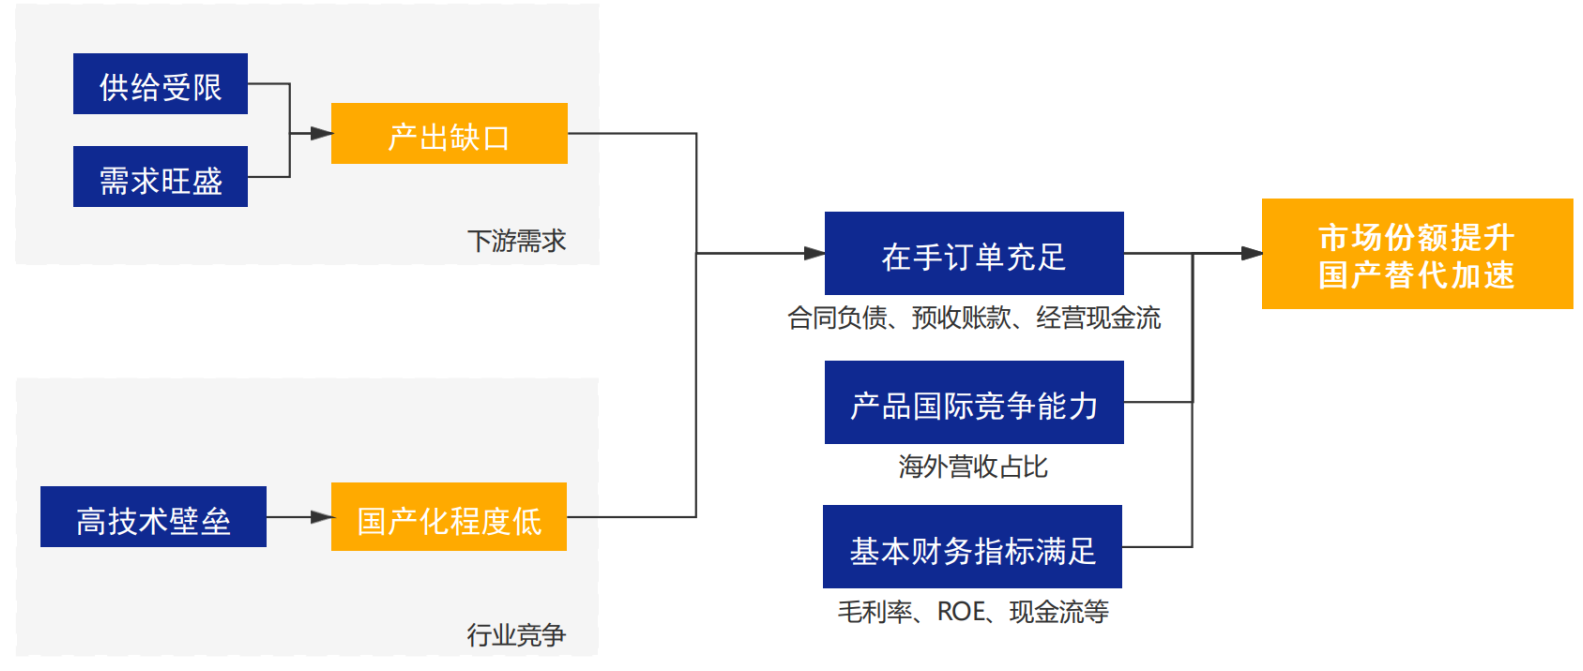 供给受限
需求旺盛
产出缺口
下游需求
高技术壁垒
国产化程度低
行业竞争
在手订单充足
合同负债、预收账款、经营现金流
产品国际竞争能力
海外营收占比
基本财务指标满足
毛利率、ROE、现金流等
市场份额提升
国产替代加速